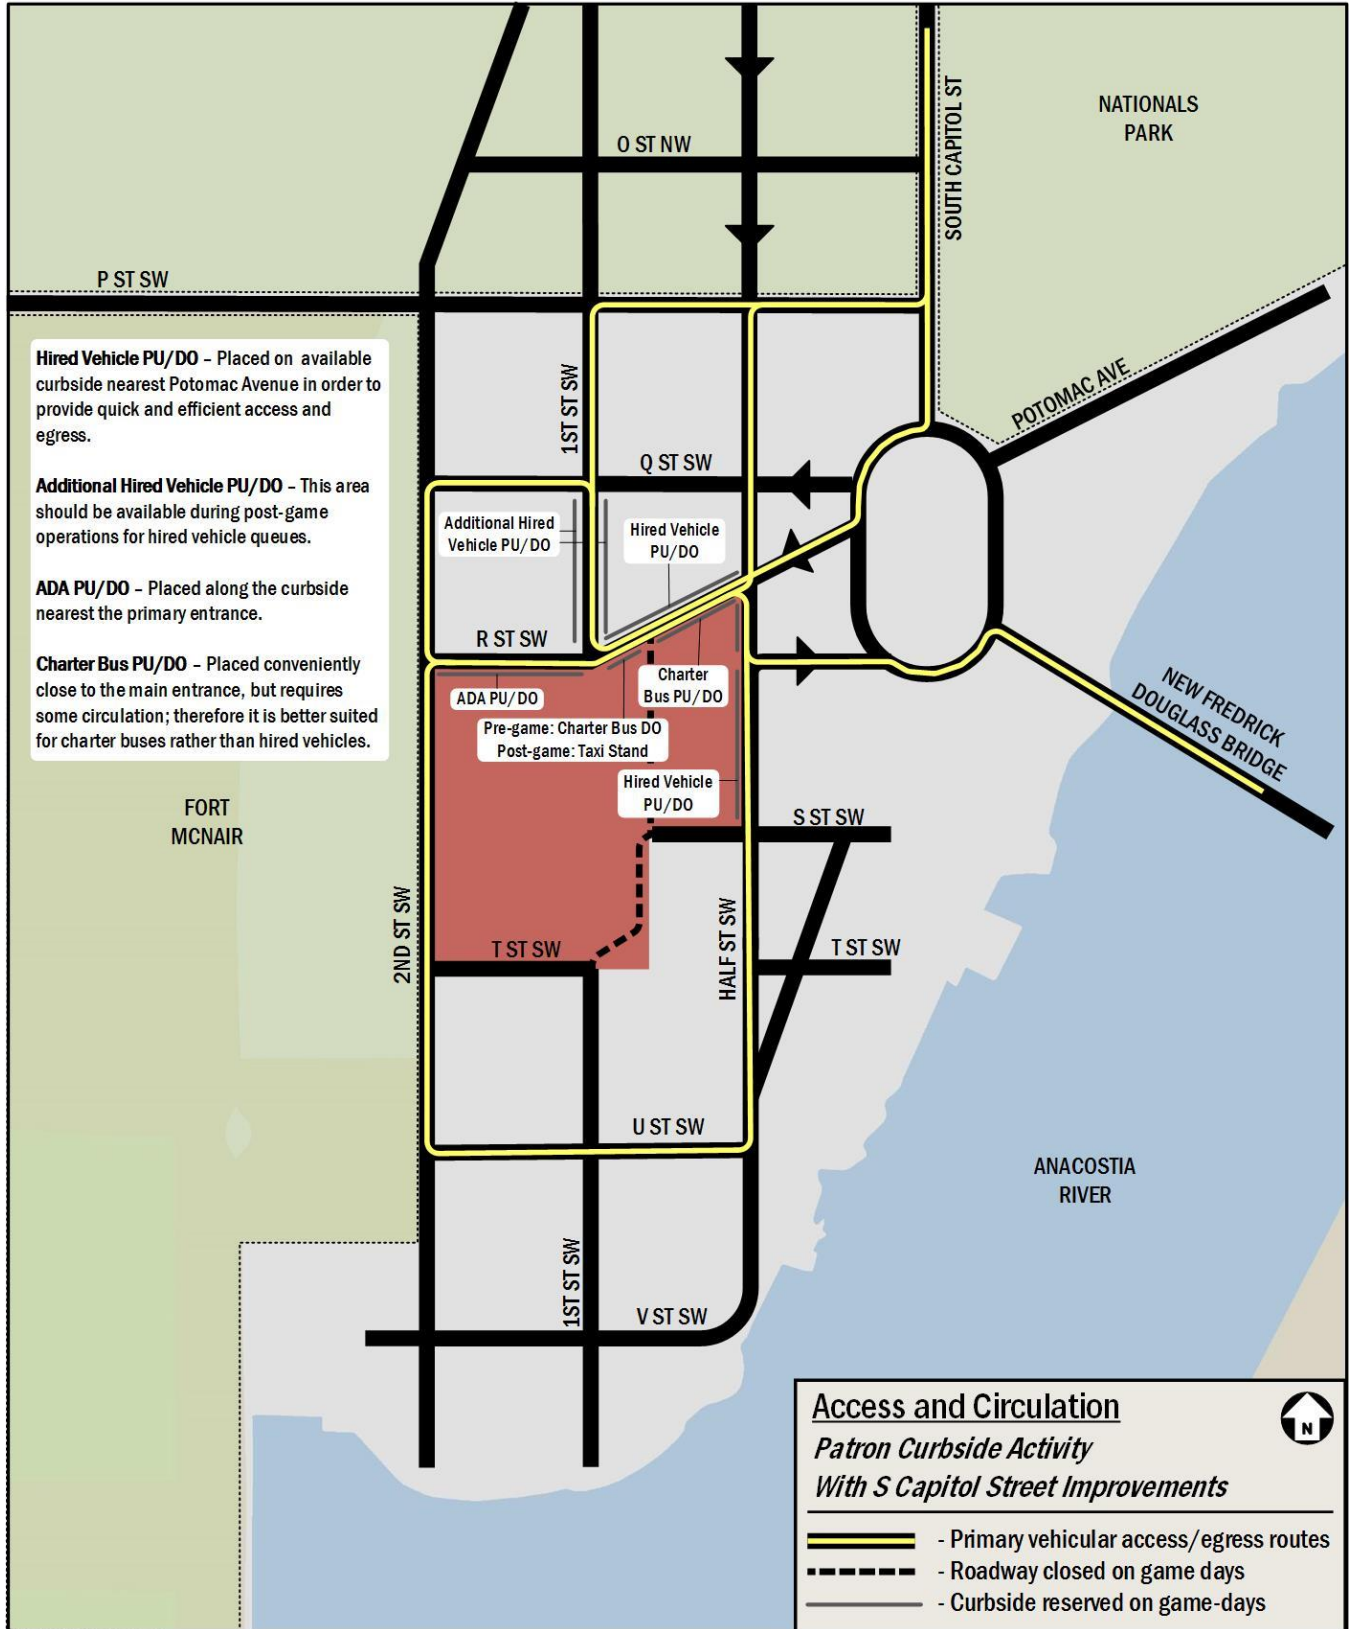 NATIONALS
PARK
O ST NW
SOUTH CAPITOL ST
P ST SW
Hired Vehicle PU/DO – Placed on available
curbside nearest Potomac Avenue in order to
provide quick and efficient access and
egress.
Additional Hired Vehicle PU/DO – This area
should be available during post-game
operations for hired vehicle queues.
ADA PU/DO – Placed along the curbside
nearest the primary entrance.
Charter Bus PU/DO – Placed conveniently
close to the main entrance, but requires
some circulation; therefore it is better suited
for charter buses rather than hired vehicles.
1ST ST SW
POTOMAC AVE
Q ST SW
Additional Hired
Vehicle PU/DO
Hired Vehicle
PU/DO
R ST SW
ADA PU/DO
Charter
Bus PU/DO
Pre-game: Charter Bus DO
Post-game: Taxi Stand
NEW FREDRICK
DOUGLASS BRIDGE
Hired Vehicle
PU/DO
FORT
MCNAIR
S ST SW
2ND ST SW
HALF ST SW
T ST SW
T ST SW
U ST SW
ANACOSTIA
RIVER
1ST ST SW
V ST SW
Access and Circulation
N
Patron Curbside Activity
With S Capitol Street Improvements
- Primary vehicular access/egress routes
- Roadway closed on game days
- Curbside reserved on game-days